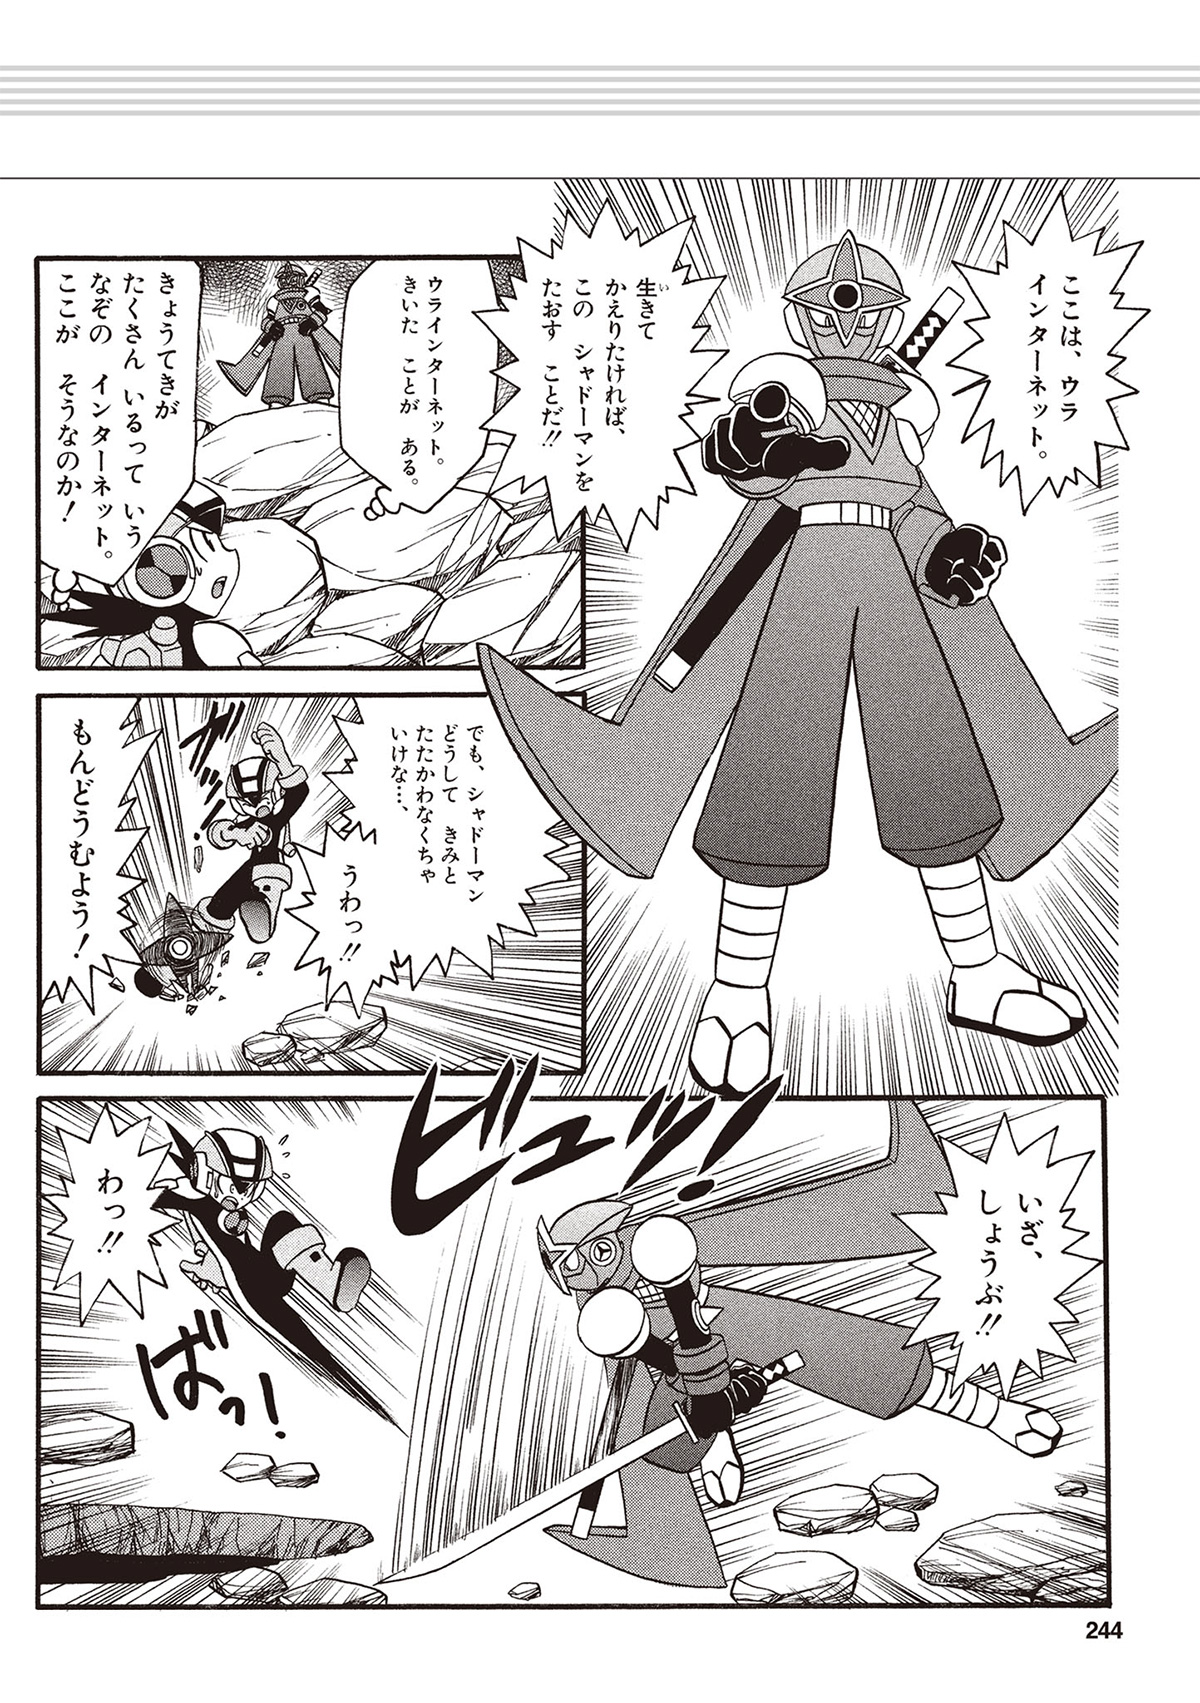 ここは、ウラ
インターネット。
生きて
い
かえりたければ、
この シャドーマンを
たおす ことだ!!
ウラインターネット。
きいた ことが ある。
きょうてきが
たくさん いるって いう
なぞの インターネット。
ここが そうなのか!
でも、シャドーマン
どうして きみと
たたかわなくちゃ
いけな…、
うわっ!!
ガッ!
もんどうむよう!
いざ、
しょうぶ!!
ビュッ!
わっ!!
ばっ!
244